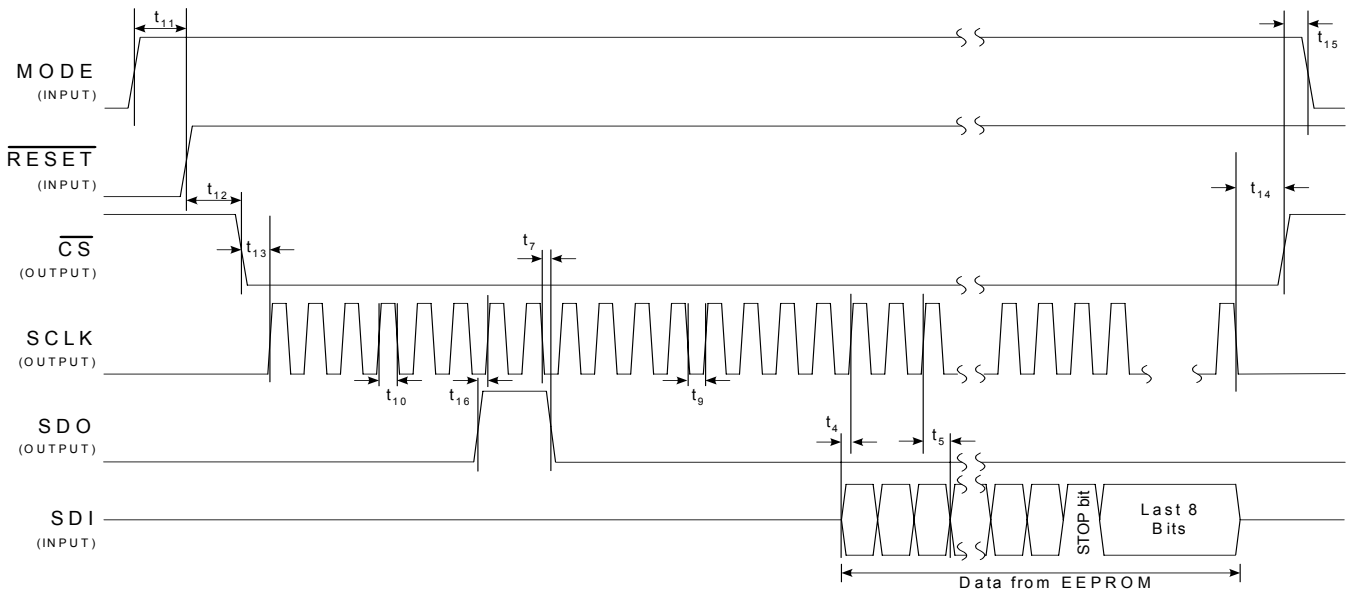 t11
t15
MODE
(INPUT)
RESET
(INPUT)
t12
t14
CS
(OUTPUT)
t13
t7
SCLK
(OUTPUT)
t10
t16
t9
SDO
(OUTPUT)
t4
t5
SDI
(INPUT)
STOP bit
Last 8
Bits
Data from EEPROM